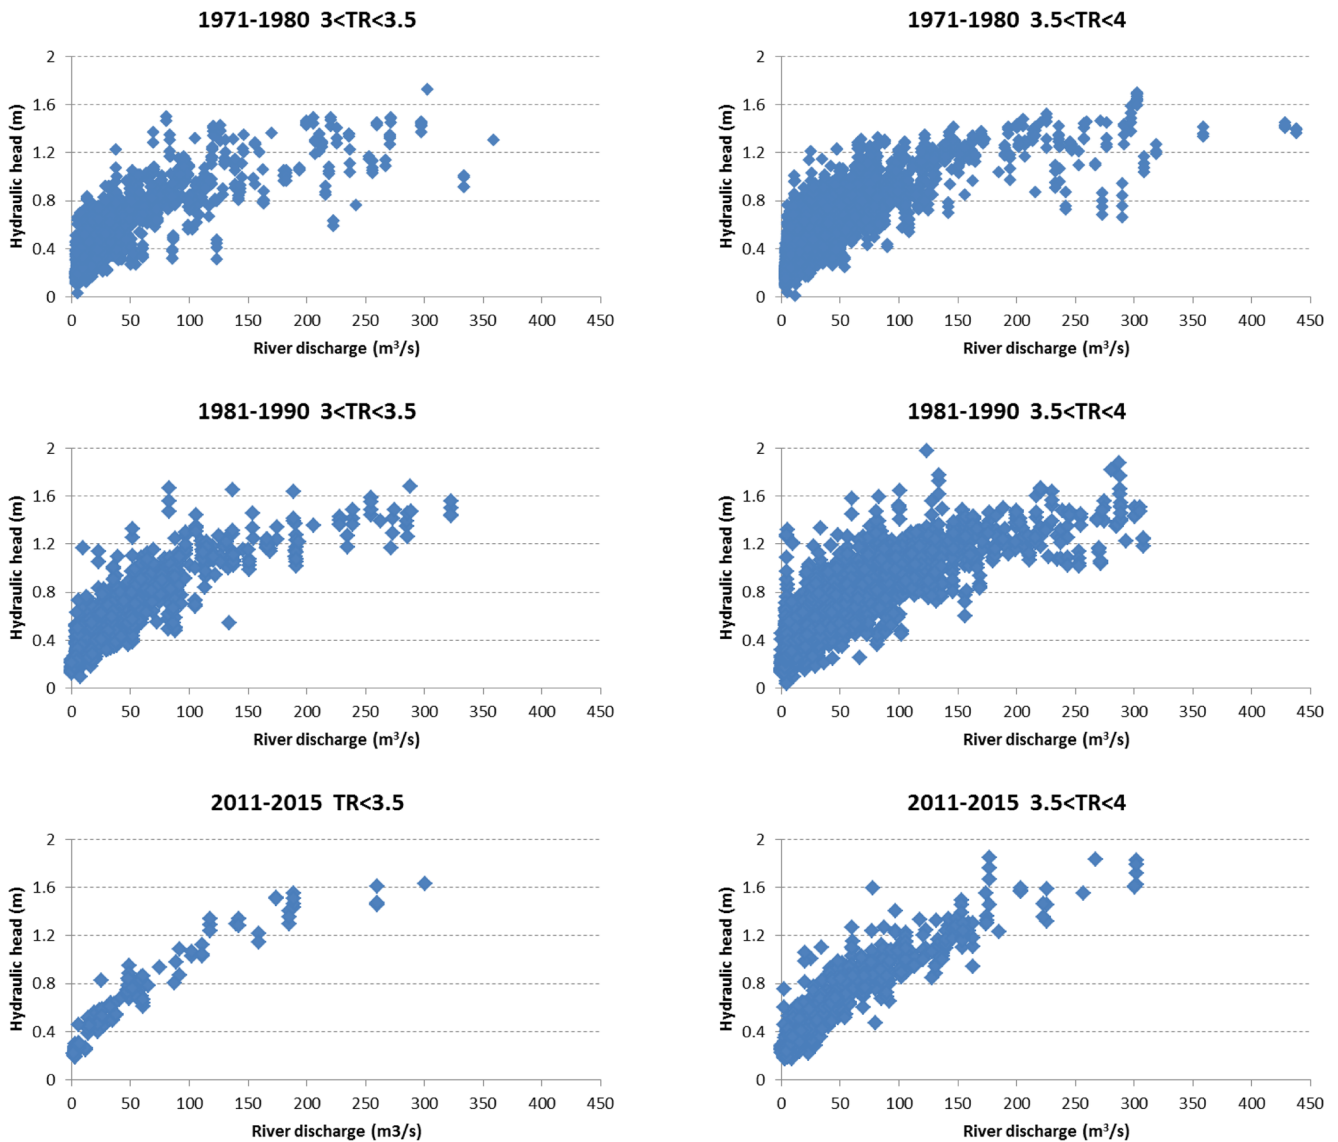 1971-1980 3<TR<3.5
2
1.6
1.2
0.8
0.4
0
Hydraulic head (m)
0 50 100 150 200 250 300 350 400 450
River discharge (m³/s)
1971-1980 3.5<TR<4
2
1.6
1.2
0.8
0.4
0
Hydraulic head (m)
0 50 100 150 200 250 300 350 400 450
River discharge (m³/s)
1981-1990 3<TR<3.5
2
1.6
1.2
0.8
0.4
0
Hydraulic head (m)
0 50 100 150 200 250 300 350 400 450
River discharge (m³/s)
1981-1990 3.5<TR<4
2
1.6
1.2
0.8
0.4
0
Hydraulic head (m)
0 50 100 150 200 250 300 350 400 450
River discharge (m³/s)
2011-2015 TR<3.5
2
1.6
1.2
0.8
0.4
0
Hydraulic head (m)
0 50 100 150 200 250 300 350 400 450
River discharge (m3/s)
2011-2015 3.5<TR<4
2
1.6
1.2
0.8
0.4
0
Hydraulic head (m)
0 50 100 150 200 250 300 350 400 450
River discharge (m³/s)